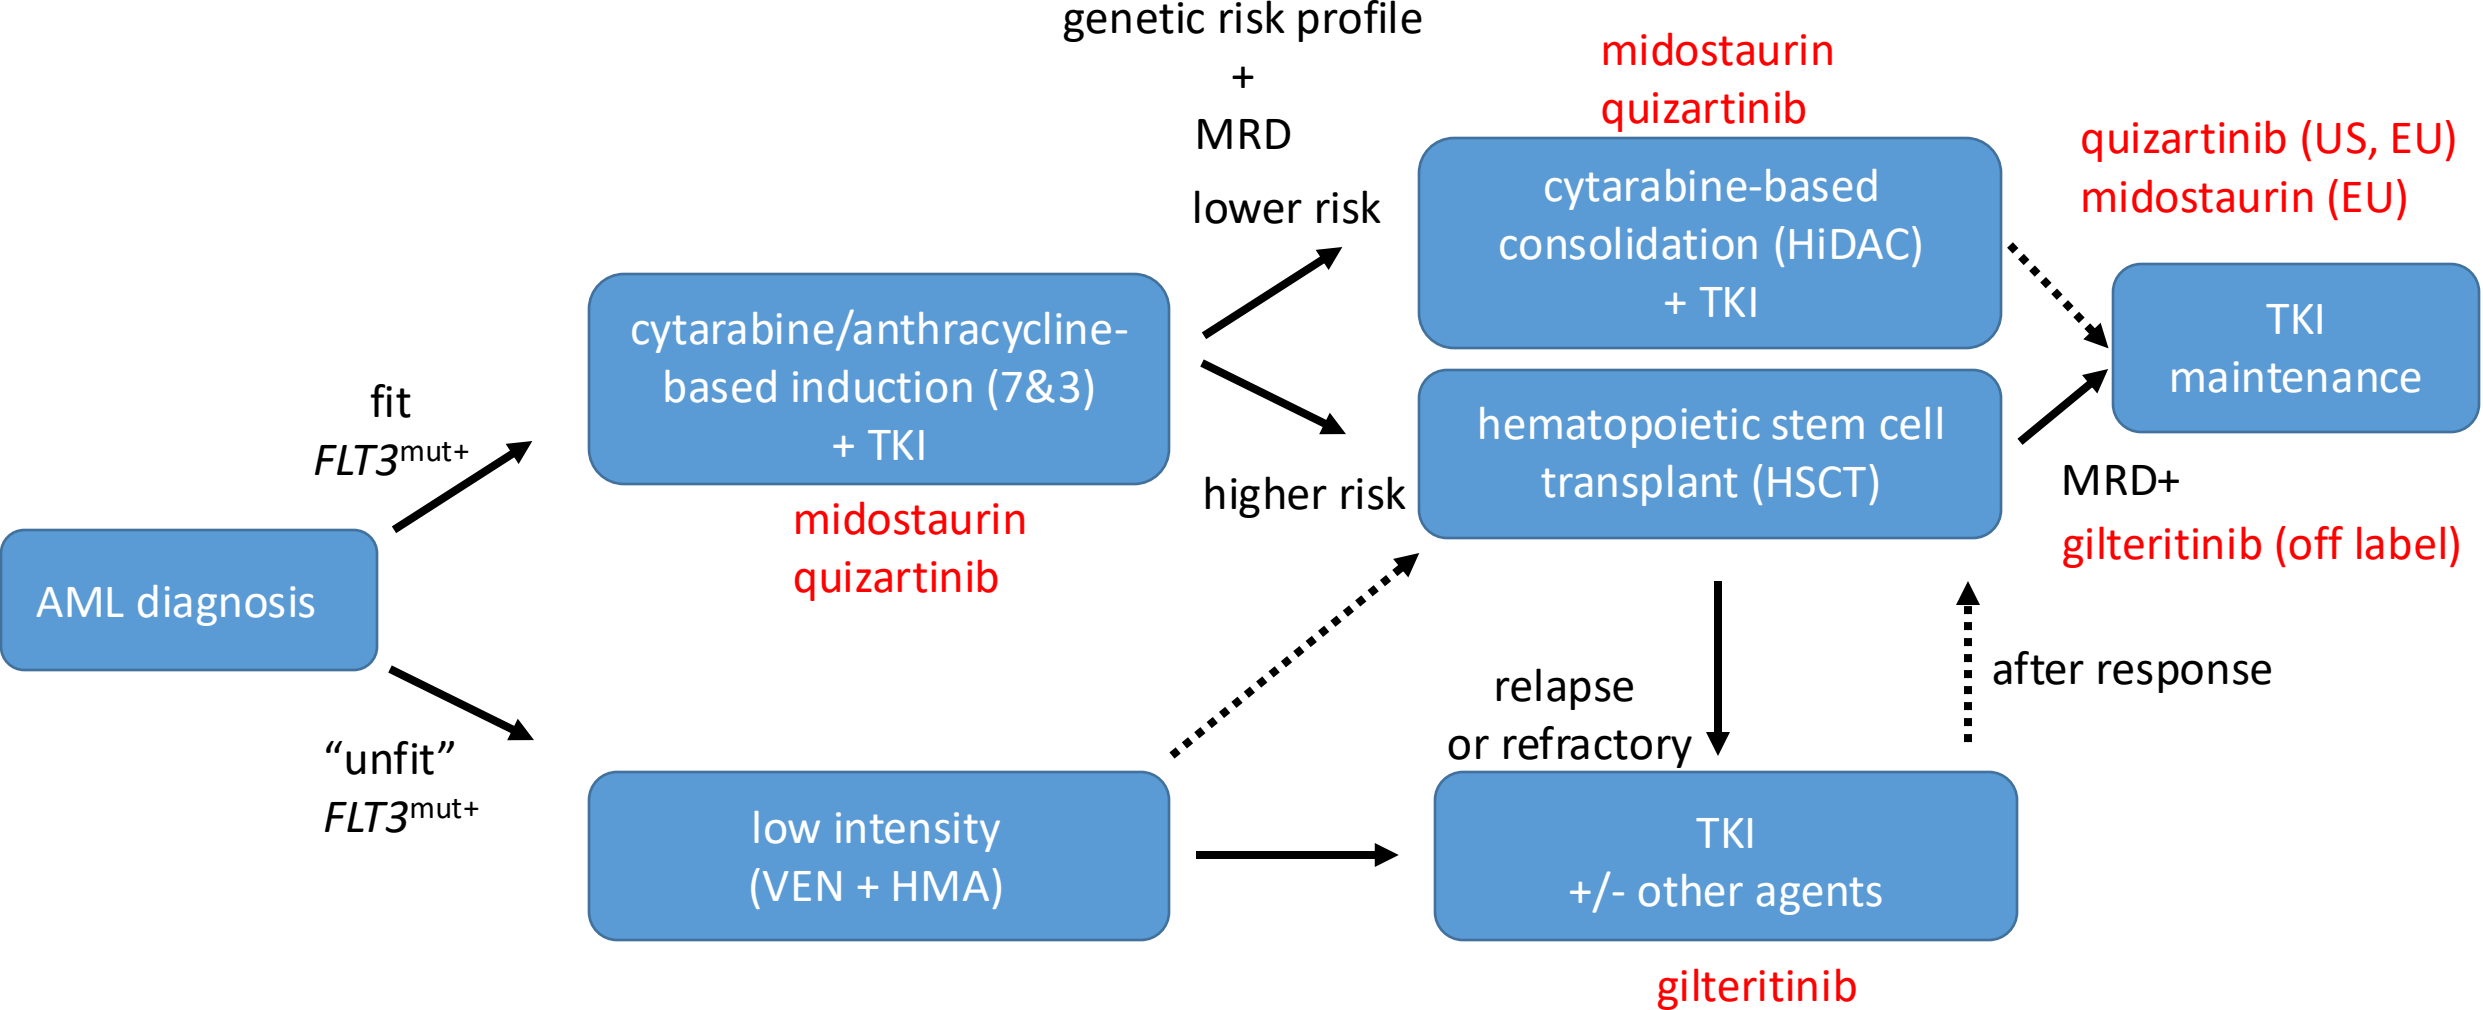 genetic risk profile
+
MRD
lower risk
higher risk
midostaurin
quizartinib
cytarabine-based
consolidation (HiDAC)
+ TKI
quizartinib (US, EU)
midostaurin (EU)
TKI
maintenance
cytarabine/anthracycline-
based induction (7&3)
+ TKI
midostaurin
quizartinib
fit
FLT3mut+
hematopoietic stem cell
transplant (HSCT)
MRD+
gilteritinib (off label)
AML diagnosis
"unfit"
FLT3mut+
low intensity
(VEN + HMA)
relapse
or refractory
after response
TKI
+/- other agents
gilteritinib